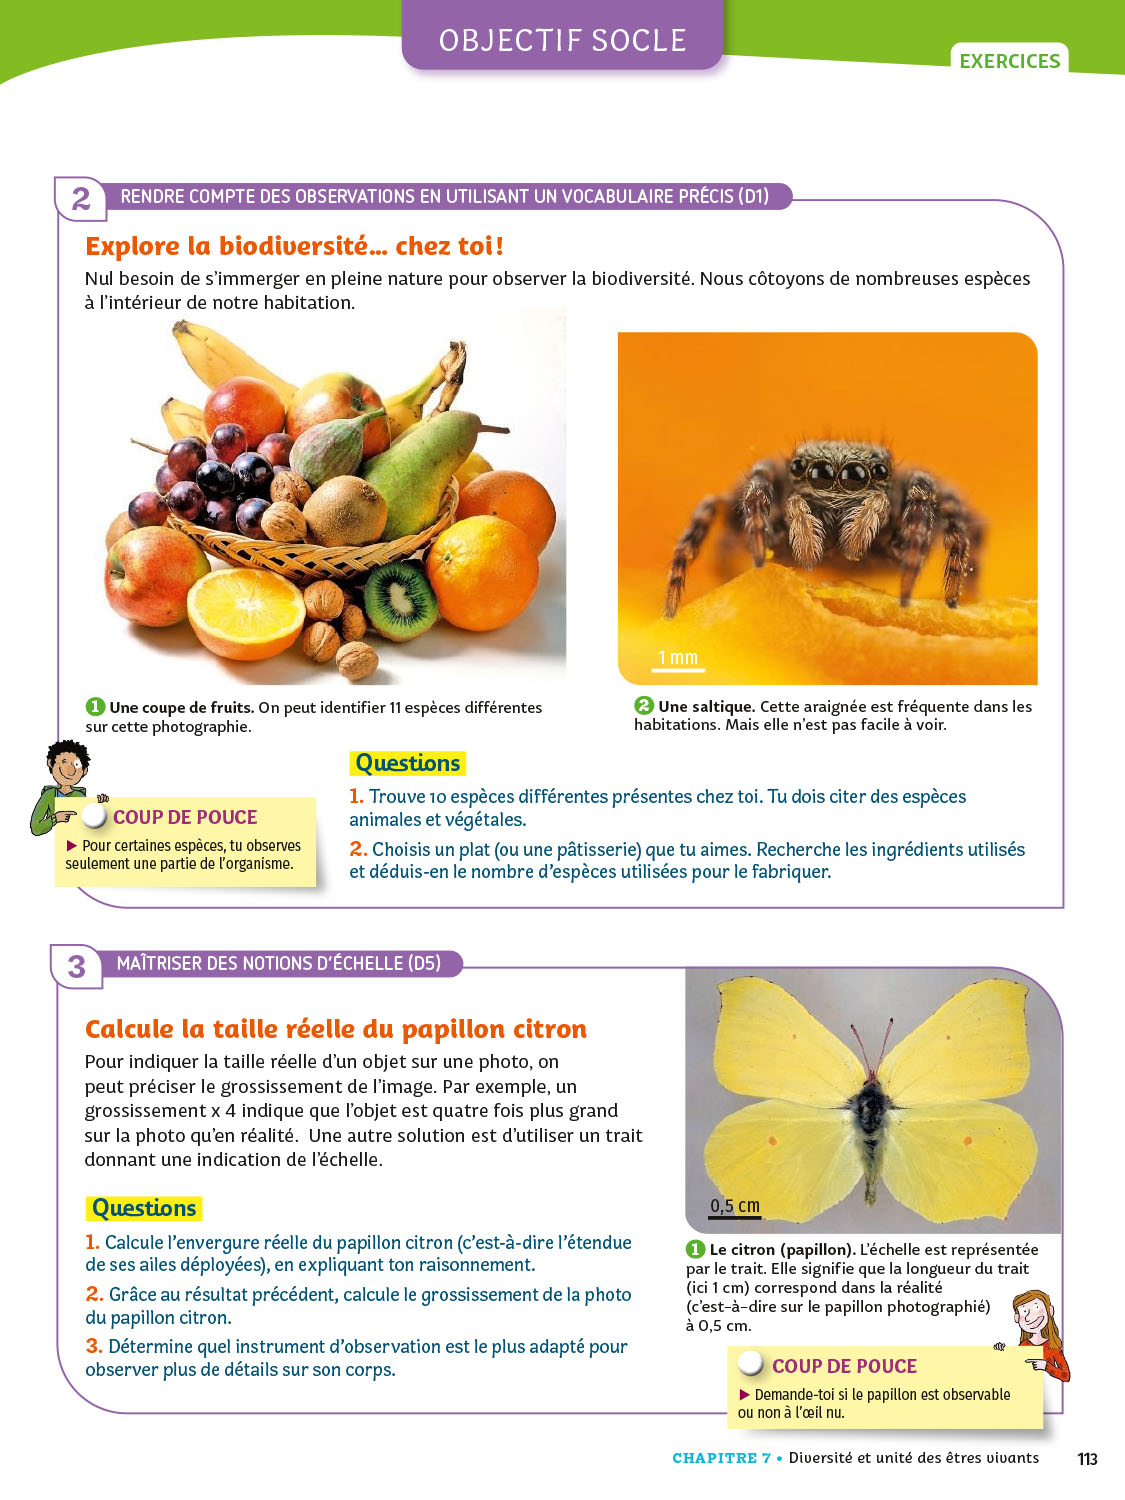 OBJECTIF SOCLE
EXERCICES
2
RENDRE COMPTE DES OBSERVATIONS EN UTILISANT UN VOCABULAIRE PRÉCIS (D1)
Explore la biodiversité... chez toi !
Nul besoin de s’immerger en pleine nature pour observer la biodiversité. Nous côtoyons de nombreuses espèces
à l’intérieur de notre habitation.
1 mm
1 Une coupe de fruits. On peut identifier 11 espèces différentes
sur cette photographie.
2 Une saltique. Cette araignée est fréquente dans les
habitations. Mais elle n’est pas facile à voir.
COUP DE POUCE
▶ Pour certaines espèces, tu observes
seulement une partie de l’organisme.
Questions
1. Trouve 10 espèces différentes présentes chez toi. Tu dois citer des espèces
animales et végétales.
2. Choisis un plat (ou une pâtisserie) que tu aimes. Recherche les ingrédients utilisés
et déduis-en le nombre d’espèces utilisées pour le fabriquer.
3
MAÎTRISER DES NOTIONS D’ÉCHELLE (D5)
Calcule la taille réelle du papillon citron
Pour indiquer la taille réelle d’un objet sur une photo, on
peut préciser le grossissement de l’image. Par exemple, un
grossissement x 4 indique que l’objet est quatre fois plus grand
sur la photo qu’en réalité. Une autre solution est d’utiliser un trait
donnant une indication de l’échelle.
Questions
1. Calcule l’envergure réelle du papillon citron (c’est-à-dire l’étendue
de ses ailes déployées), en expliquant ton raisonnement.
2. Grâce au résultat précédent, calcule le grossissement de la photo
du papillon citron.
3. Détermine quel instrument d’observation est le plus adapté pour
observer plus de détails sur son corps.
0,5 cm
1 Le citron (papillon). L’échelle est représentée
par le trait. Elle signifie que la longueur du trait
(ici 1 cm) correspond dans la réalité
(c’est-à-dire sur le papillon photographié)
à 0,5 cm.
COUP DE POUCE
▶ Demande-toi si le papillon est observable
ou non à l’œil nu.
CHAPITRE 7 • Diversité et unité des êtres vivants
113